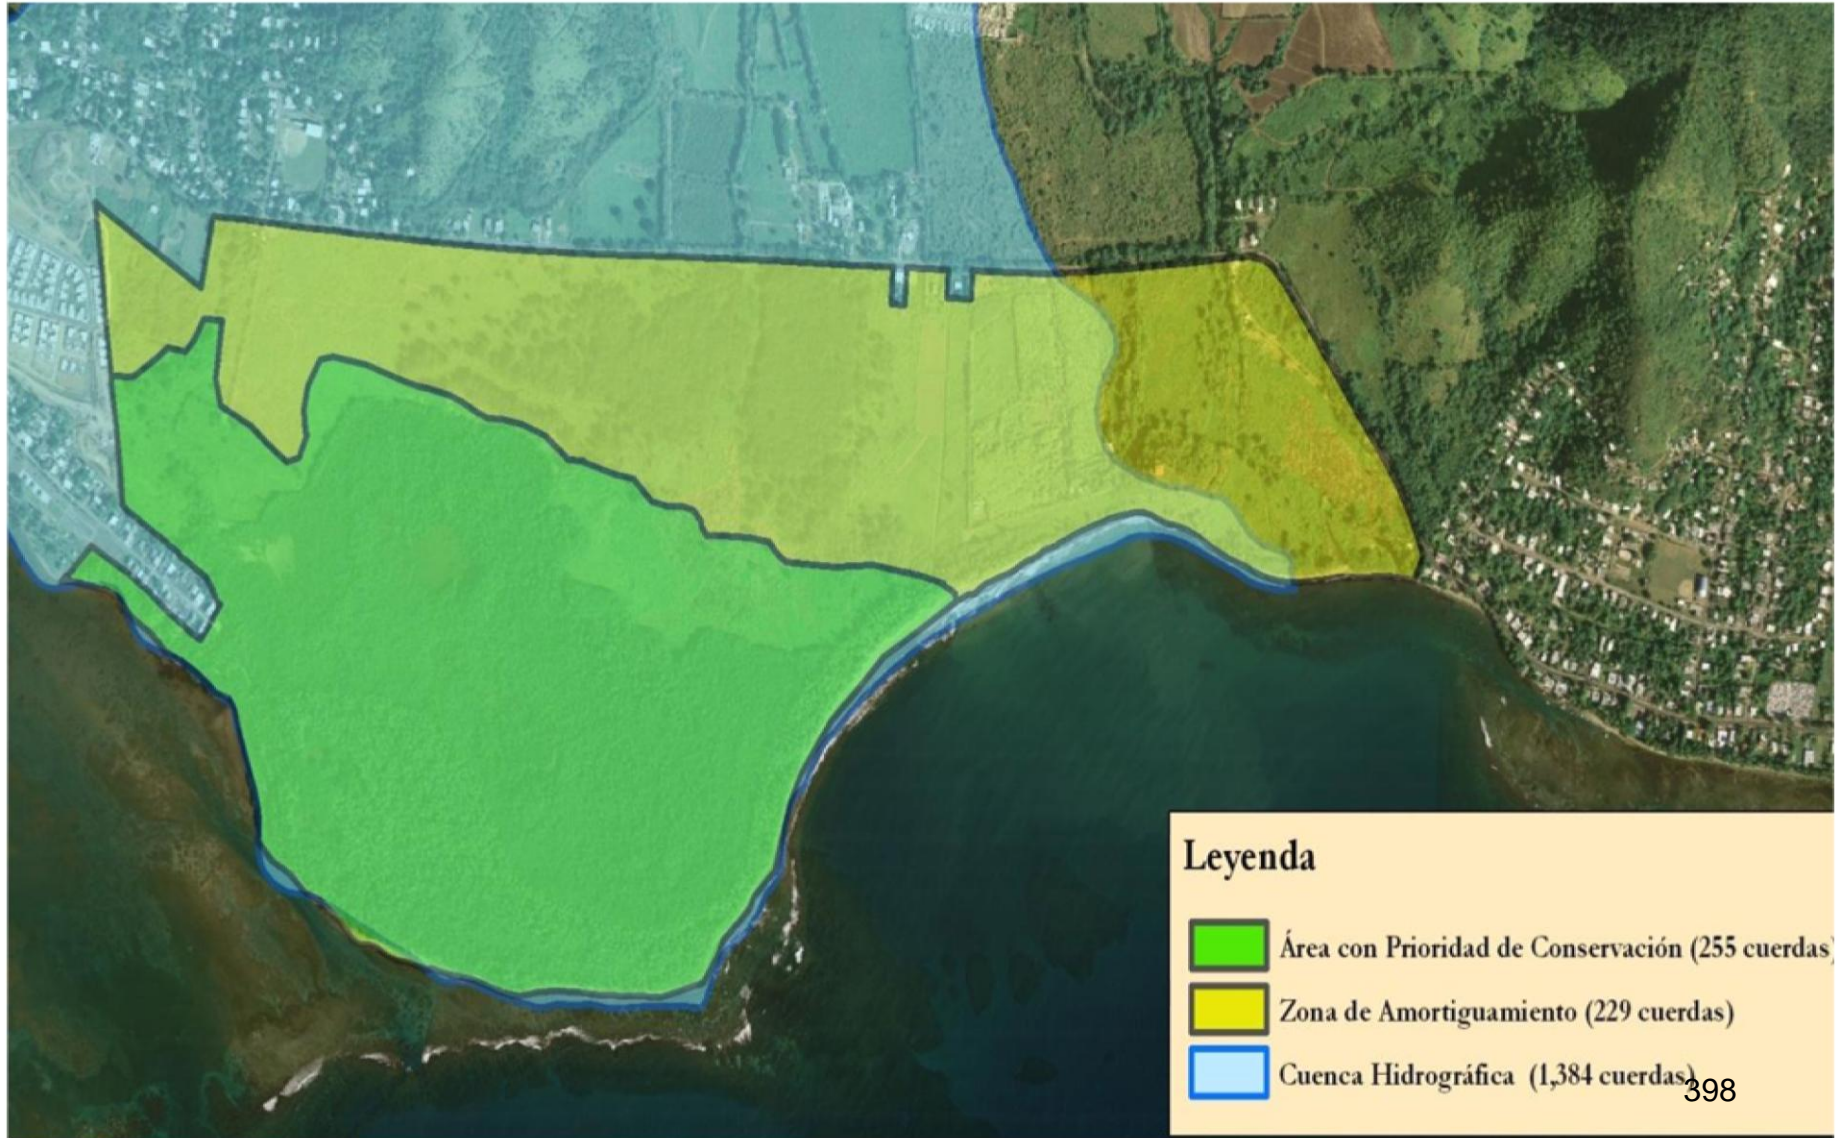 Leyenda
Área con Prioridad de Conservación (255 cuerdas)
Zona de Amortiguamiento (229 cuerdas)
Cuenca Hidrográfica (1,384 cuerdas)
398